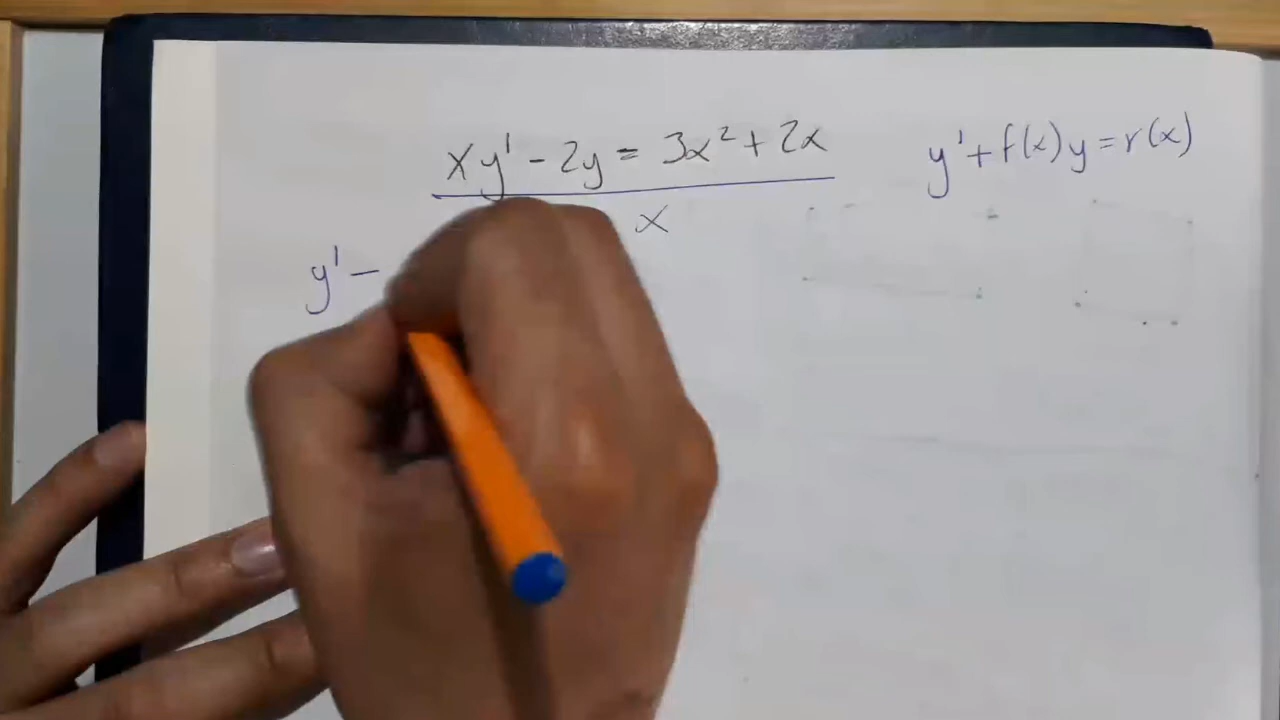 xy' - 2y = 3x² + 2x
y' + f(x)y = r(x)
x
y' -